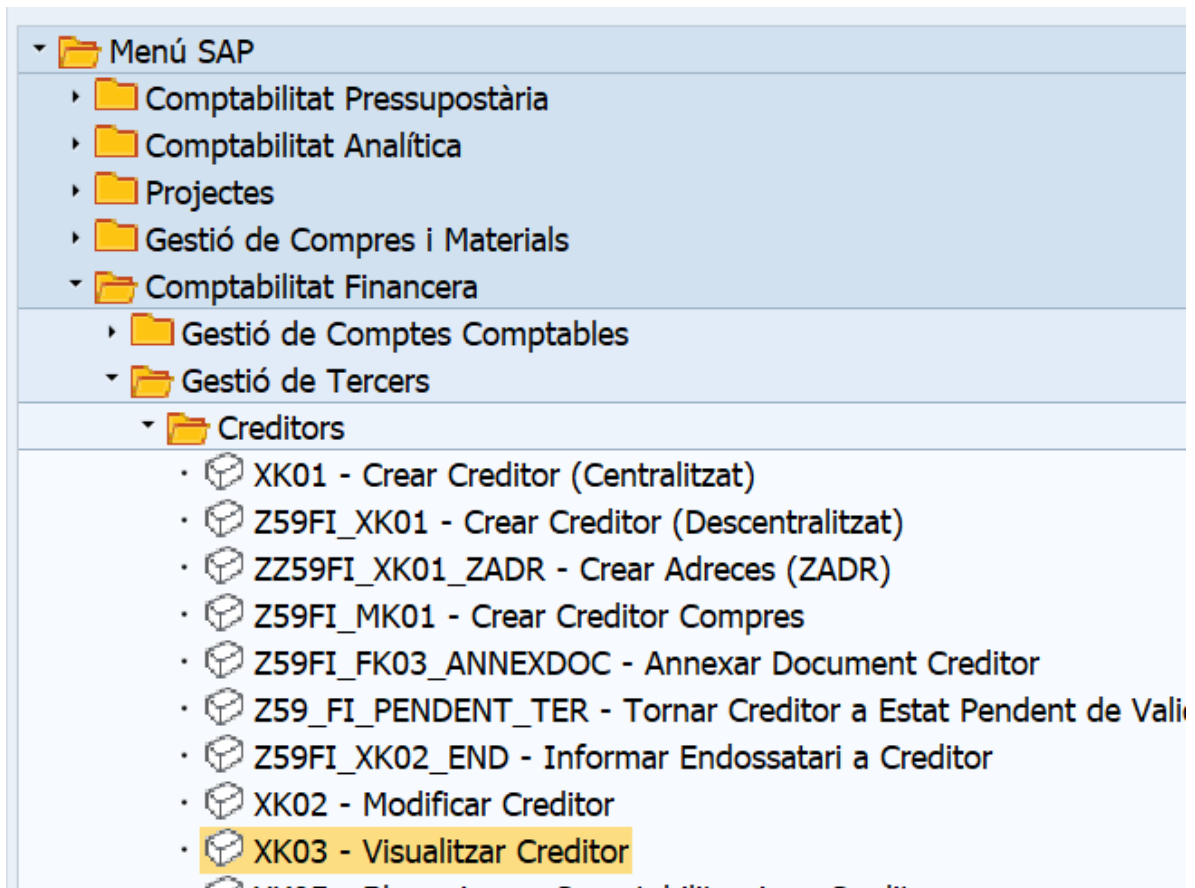 Menú SAP
Comptabilitat Pressupostària
Comptabilitat Analítica
Projectes
Gestió de Compres i Materials
Comptabilitat Financera
Gestió de Comptes Comptables
Gestió de Tercers
Creditors
XK01 - Crear Creditor (Centralitzat)
Z59FI_XK01 - Crear Creditor (Descentralitzat)
ZZ59FI_XK01_ZADR - Crear Adreces (ZADR)
Z59FI_MK01 - Crear Creditor Compres
Z59FI_FK03_ANNEXDOC - Annexar Document Creditor
Z59_FI_PENDENT_TER - Tornar Creditor a Estat Pendent de
Z59FI_XK02_END - Informar Endossatari a Creditor
XK02 - Modificar Creditor
XK03 - Visualitzar Creditor